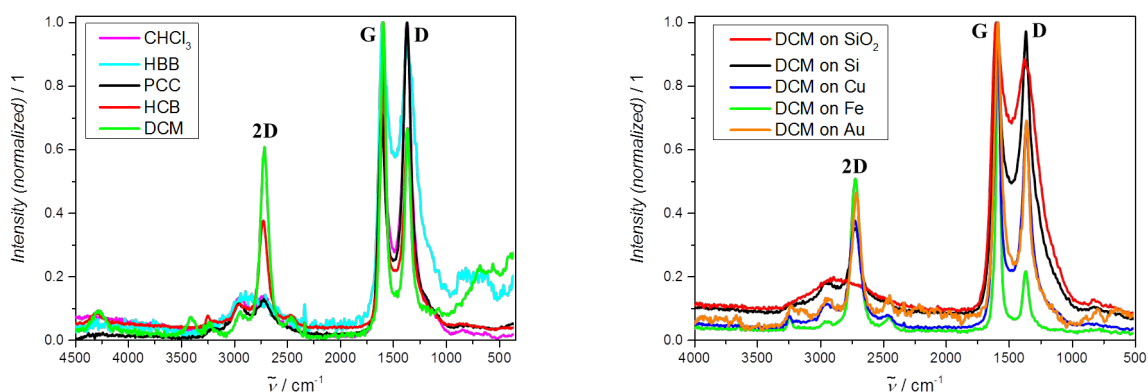 Intensity (normalized) / 1
1.0
0.8
0.6
0.4
0.2
0.0
CHCl₃
HBB
PCC
HCB
DCM
G
D
2D
4500 4000 3500 3000 2500 2000 1500 1000 500
ṽ / cm⁻¹
Intensity (normalized) / 1
1.0
0.8
0.6
0.4
0.2
0.0
DCM on SiO₂
DCM on Si
DCM on Cu
DCM on Fe
DCM on Au
G
D
2D
4000 3500 3000 2500 2000 1500 1000 500
ṽ / cm⁻¹